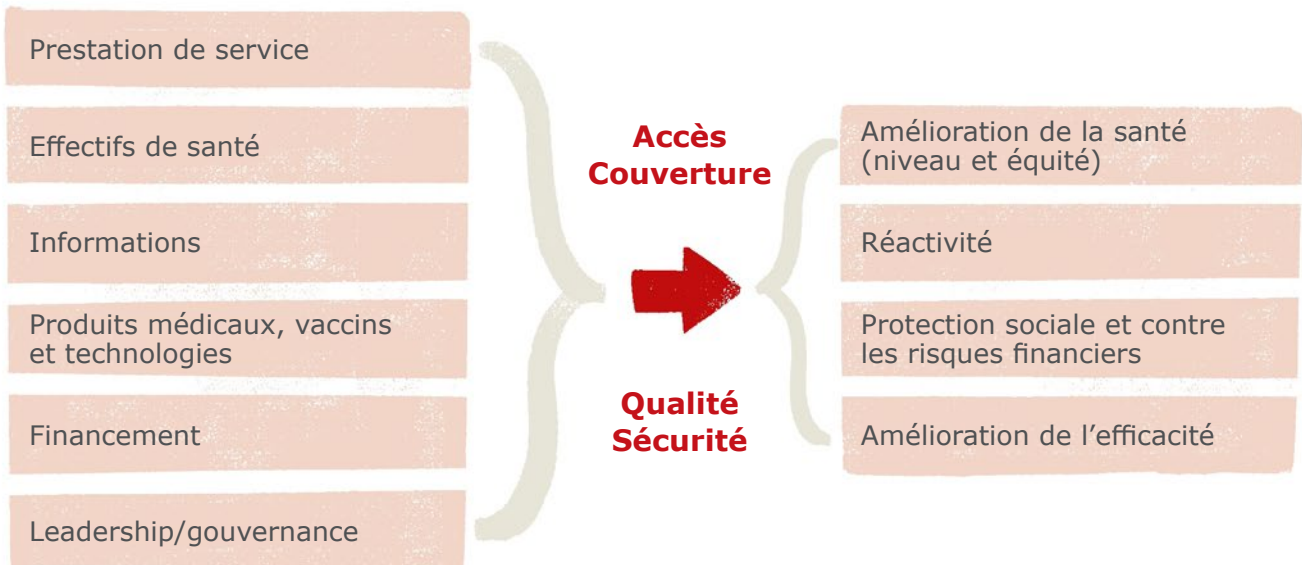 Prestation de service
Effectifs de santé
Informations
Produits médicaux, vaccins
et technologies
Financement
Leadership/gouvernance
Accès
Couverture
Qualité
Sécurité
Amélioration de la santé
(niveau et équité)
Réactivité
Protection sociale et contre
les risques financiers
Amélioration de l’efficacité